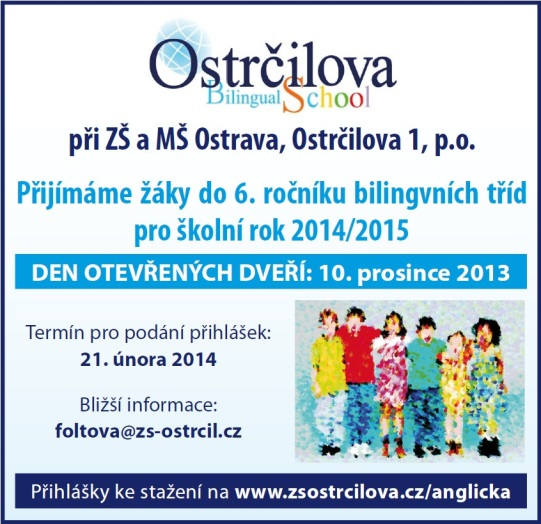 Ostrčilova
Bilingual School
při ZŠ a MŠ Ostrava, Ostrčilova 1, p.o.
Přijímáme žáky do 6. ročníku bilingvních tříd
pro školní rok 2014/2015
DEN OTEVŘENÝCH DVEŘÍ: 10. prosince 2013
Termín pro podání přihlášek:
21. února 2014
Bližší informace:
foltova@zs-ostrcil.cz
Přihlášky ke stažení na www.zsostrcilova.cz/anglicka